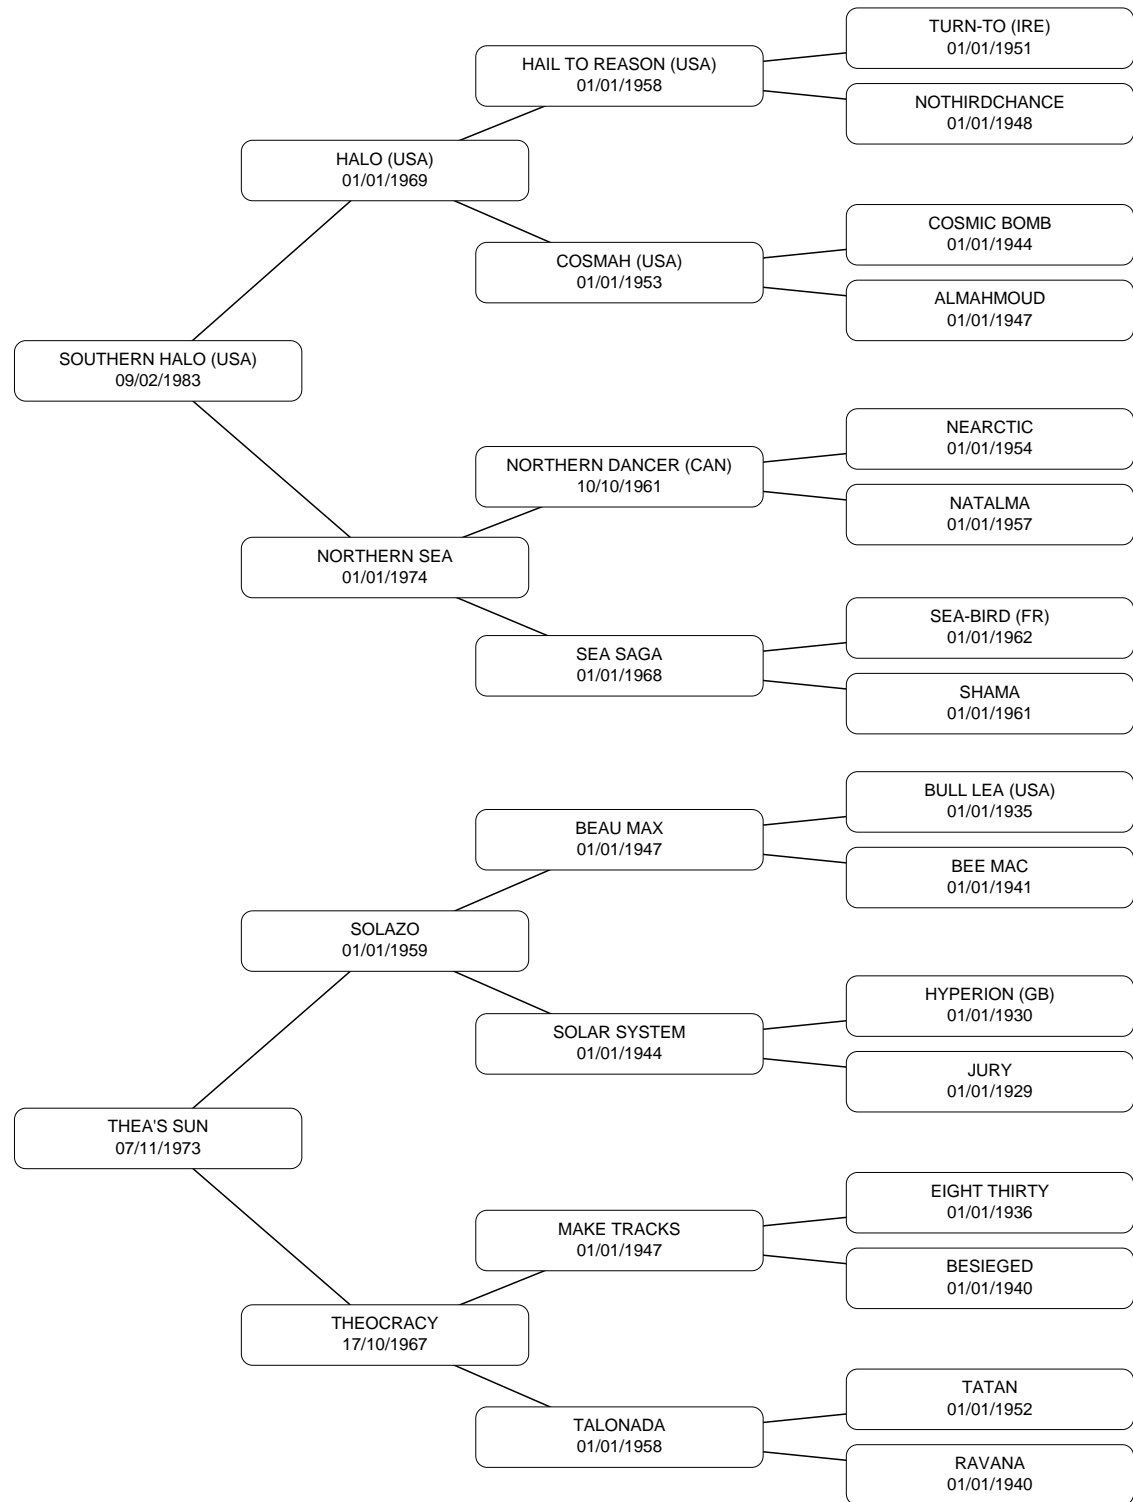 TURN-TO (IRE)
01/01/1951
HAIL TO REASON (USA)
01/01/1958
NOTHIRDCHANCE
01/01/1948
HALO (USA)
01/01/1969
COSMIC BOMB
01/01/1944
COSMAH (USA)
01/01/1953
ALMAHMOUD
01/01/1947
SOUTHERN HALO (USA)
09/02/1983
NEARCTIC
01/01/1954
NORTHERN DANCER (CAN)
10/10/1961
NATALMA
01/01/1957
NORTHERN SEA
01/01/1974
SEA-BIRD (FR)
01/01/1962
SEA SAGA
01/01/1968
SHAMA
01/01/1961
BULL LEA (USA)
01/01/1935
BEAU MAX
01/01/1947
BEE MAC
01/01/1941
SOLAZO
01/01/1959
HYPERION (GB)
01/01/1930
SOLAR SYSTEM
01/01/1944
JURY
01/01/1929
THEA'S SUN
07/11/1973
EIGHT THIRTY
01/01/1936
MAKE TRACKS
01/01/1947
BESIEGED
01/01/1940
THEOCRACY
17/10/1967
TATAN
01/01/1952
TALONADA
01/01/1958
RAVANA
01/01/1940